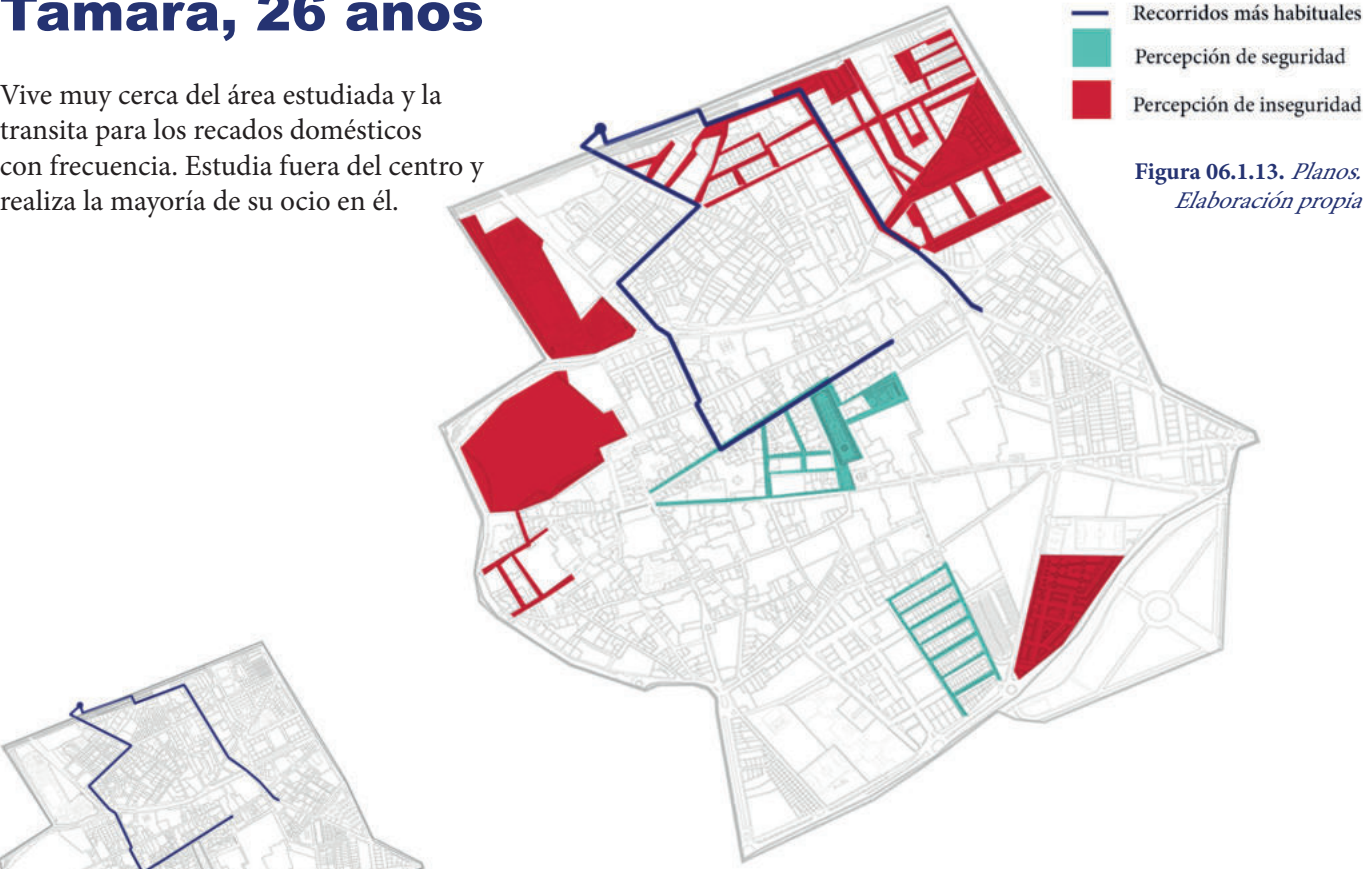 Tamara, 26 años
Vive muy cerca del área estudiada y la
transita para los recados domésticos
con frecuencia. Estudia fuera del centro y
realiza la mayoría de su ocio en él.
Recorridos más habituales
Percepción de seguridad
Percepción de inseguridad
Figura 06.1.13. Planos.
Elaboración propia